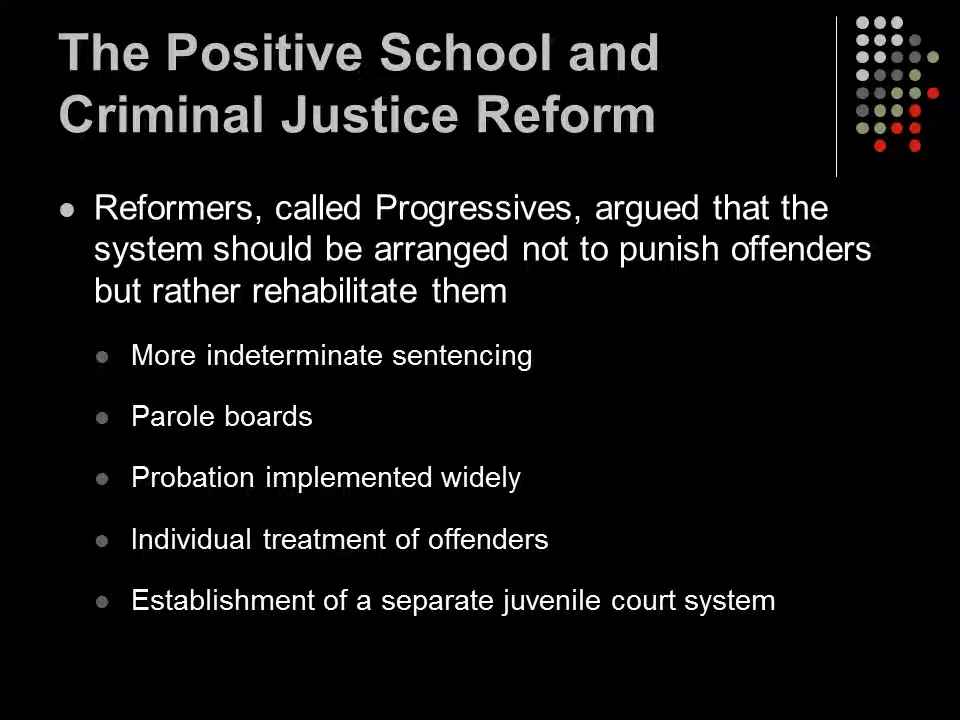 The Positive School and
Criminal Justice Reform
Reformers, called Progressives, argued that the
system should be arranged not to punish offenders
but rather rehabilitate them
More indeterminate sentencing
Parole boards
Probation implemented widely
Individual treatment of offenders
Establishment of a separate juvenile court system